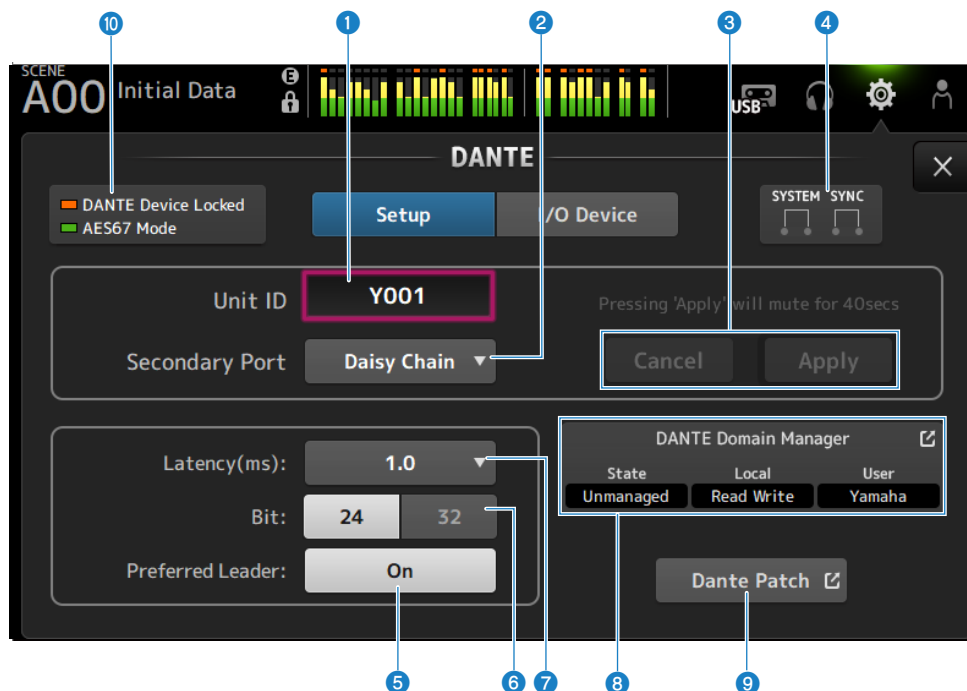 10 1 2 3 4
SCENE
A00 Initial Data E
USB
DANTE
DANTE Device Locked
AES67 Mode
Setup
I/O Device
SYSTEM SYNC
Unit ID Y001
Pressing 'Apply' will mute for 40secs
Secondary Port Daisy Chain
Cancel Apply
Latency(ms): 1.0
Bit: 24 32
Preferred Leader: On
DANTE Domain Manager
State Local User
Unmanaged Read Write Yamaha
Dante Patch
5 6 7 8 9